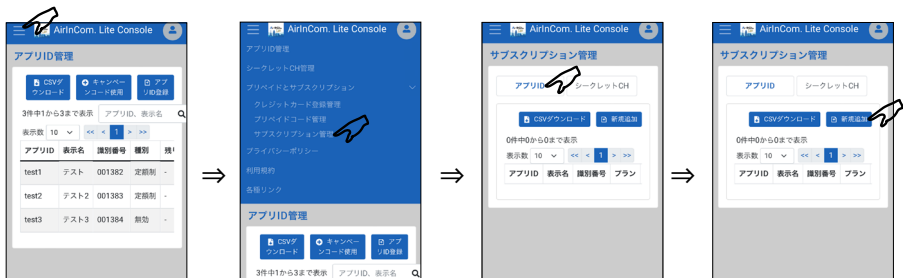 AirInCom. Lite Console
アプリID管理
CSVダ
ウンロード
キャンペー
ンコード使用
アプ
リID登録
3件中1から3まで表示
アプリID、表示名
表示数 10
<< < 1 > >>
アプリID 表示名 識別番号 種別 残り
test1 テスト 001382 定額制 -
test2 テスト2 001383 定額制 -
test3 テスト3 001384 無効 -
⇒
AirInCom. Lite Console
アプリID管理
シークレットCH管理
プリペイドとサブスクリプション
クレジットカード登録管理
プリペイドコード管理
サブスクリプション管理
プライバシーポリシー
利用規約
各種リンク
アプリID管理
CSVダ
ウンロード
キャンペー
ンコード使用
アプ
リID登録
3件中1から3まで表示
アプリID、表示名
⇒
AirInCom. Lite Console
サブスクリプション管理
アプリID
シークレットCH
CSVダウンロード
新規追加
0件中0から0まで表示
表示数 10
<< < 1 > >>
アプリID 表示名 識別番号 プラン
⇒
AirInCom. Lite Console
サブスクリプション管理
アプリID
シークレットCH
CSVダウンロード
新規追加
0件中0から0まで表示
表示数 10
<< < 1 > >>
アプリID 表示名 識別番号 プラン